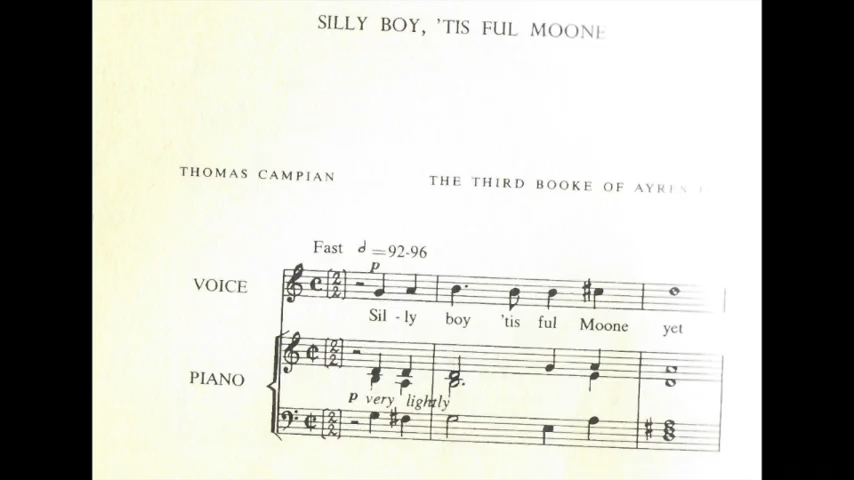 SILLY BOY, 'TIS FUL MOONE
THOMAS CAMPIAN
THE THIRD BOOKE OF AYRES
Fast 𝅗𝅥 =92-96
p
VOICE
Sil - ly boy 'tis ful Moone yet
PIANO
p very lightly